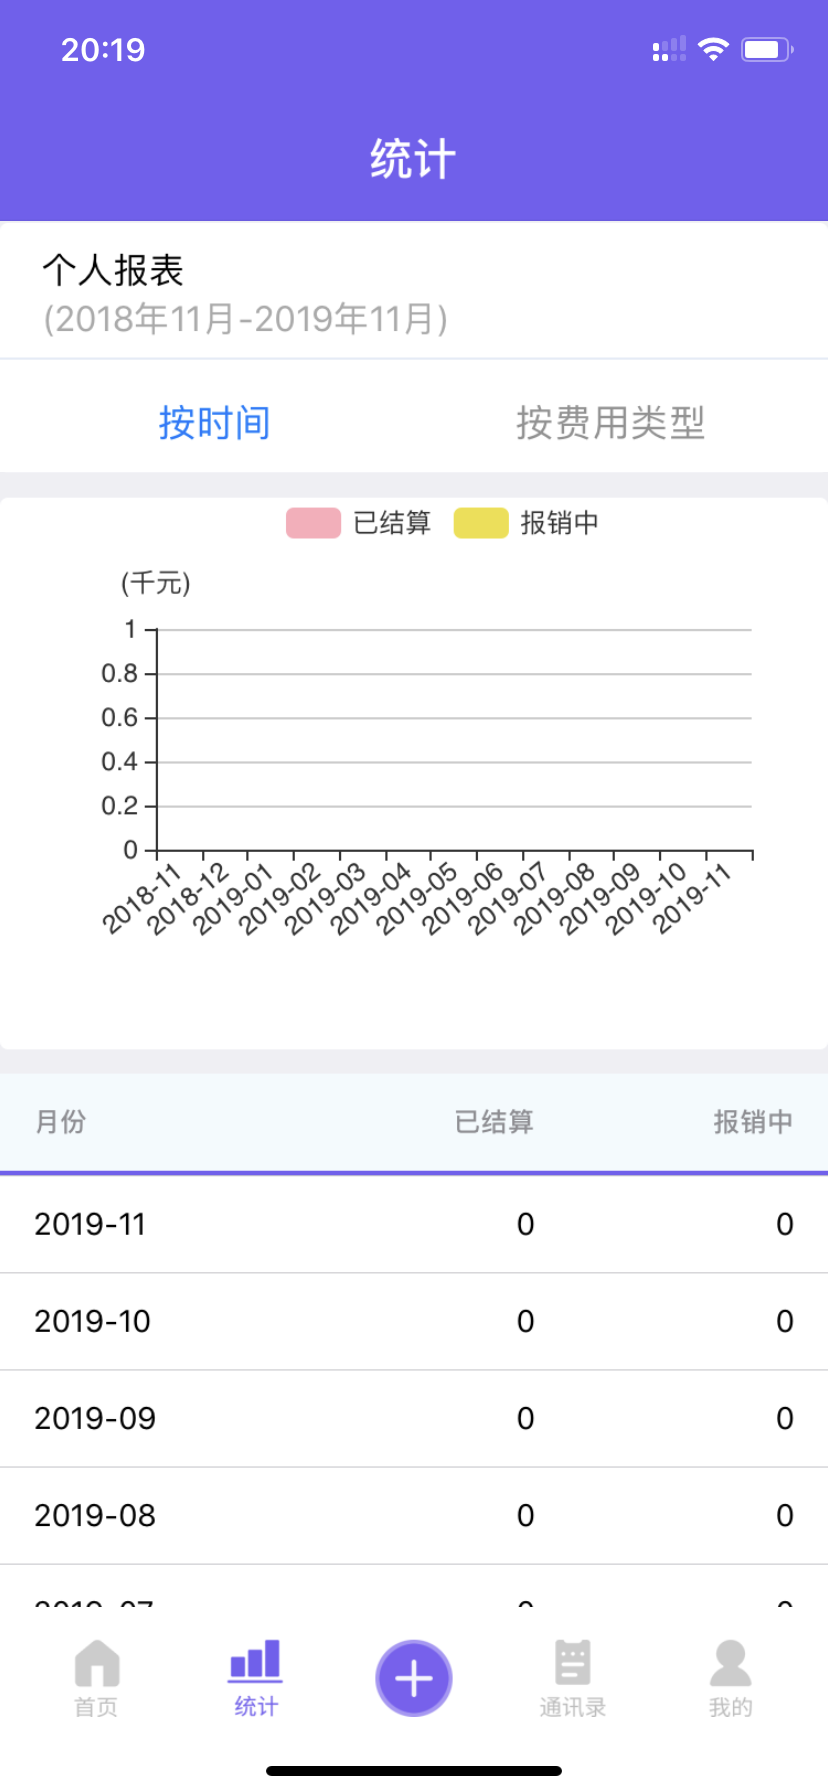 20:19
统计
个人报表
(2018年11月-2019年11月)
按时间 按费用类型
已结算 报销中
(千元)
1
0.8
0.6
0.4
0.2
0
2018-11 2018-12 2019-01 2019-02 2019-03 2019-04 2019-05 2019-06 2019-07 2019-08 2019-09 2019-10 2019-11
月份 已结算 报销中
2019-11 0 0
2019-10 0 0
2019-09 0 0
2019-08 0 0
2019-07 0 0
首页 统计 通讯录 我的